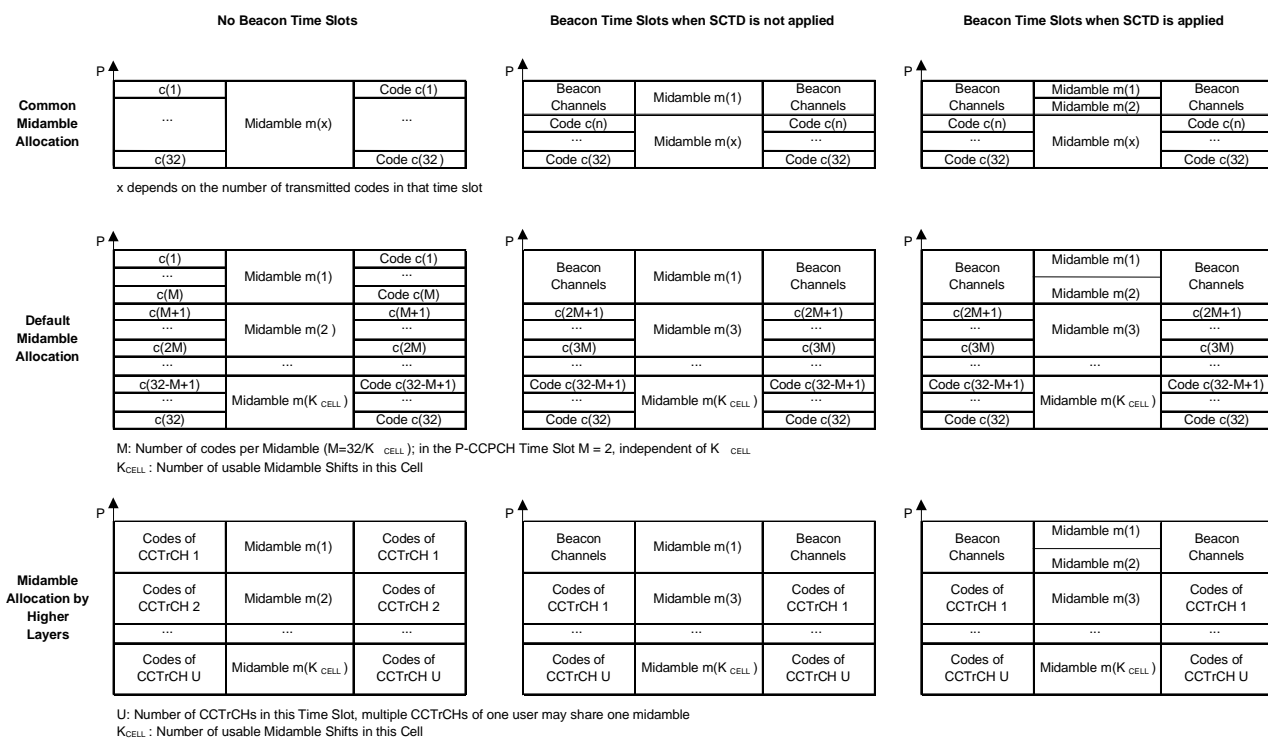 No Beacon Time Slots
Beacon Time Slots when SCTD is not applied
Beacon Time Slots when SCTD is applied
Common
Midamble
Allocation
P
c(1)
...
c(32)
Midamble m(x)
Code c(1)
...
Code c(32)
P
Beacon
Channels
Code c(n)
...
Code c(32)
Midamble m(1)
Midamble m(x)
Beacon
Channels
Code c(n)
...
Code c(32)
P
Beacon
Channels
Code c(n)
...
Code c(32)
Midamble m(1)
Midamble m(2)
Midamble m(x)
Beacon
Channels
Code c(n)
...
Code c(32)
x depends on the number of transmitted codes in that time slot
Default
Midamble
Allocation
P
c(1)
...
c(M)
c(M+1)
...
c(2M)
...
c(32-M+1)
...
c(32)
Midamble m(1)
Midamble m(2 )
...
Midamble m(K CELL )
Code c(1)
...
Code c(M)
c(M+1)
...
c(2M)
...
Code c(32-M+1)
...
Code c(32)
P
Beacon
Channels
c(2M+1)
...
c(3M)
...
Code c(32-M+1)
...
Code c(32)
Midamble m(1)
Midamble m(3)
...
Midamble m(K CELL )
Beacon
Channels
c(2M+1)
...
c(3M)
...
Code c(32-M+1)
...
Code c(32)
P
Beacon
Channels
c(2M+1)
...
c(3M)
...
Code c(32-M+1)
...
Code c(32)
Midamble m(1)
Midamble m(2)
Midamble m(3)
...
Midamble m(K CELL )
Beacon
Channels
c(2M+1)
...
c(3M)
...
Code c(32-M+1)
...
Code c(32)
M: Number of codes per Midamble (M=32/K CELL ); in the P-CCPCH Time Slot M = 2, independent of K CELL
KCELL : Number of usable Midamble Shifts in this Cell
Midamble
Allocation by
Higher
Layers
P
Codes of
CCTrCH 1
Codes of
CCTrCH 2
...
Codes of
CCTrCH U
Midamble m(1)
Midamble m(2)
...
Midamble m(K CELL )
Codes of
CCTrCH 1
Codes of
CCTrCH 2
...
Codes of
CCTrCH U
P
Beacon
Channels
Codes of
CCTrCH 1
...
Codes of
CCTrCH U
Midamble m(1)
Midamble m(3)
...
Midamble m(K CELL )
Beacon
Channels
Codes of
CCTrCH 1
...
Codes of
CCTrCH U
P
Beacon
Channels
Codes of
CCTrCH 1
...
Codes of
CCTrCH U
Midamble m(1)
Midamble m(2)
Midamble m(3)
...
Midamble m(K CELL )
Beacon
Channels
Codes of
CCTrCH 1
...
Codes of
CCTrCH U
U: Number of CCTrCHs in this Time Slot, multiple CCTrCHs of one user may share one midamble
KCELL : Number of usable Midamble Shifts in this Cell